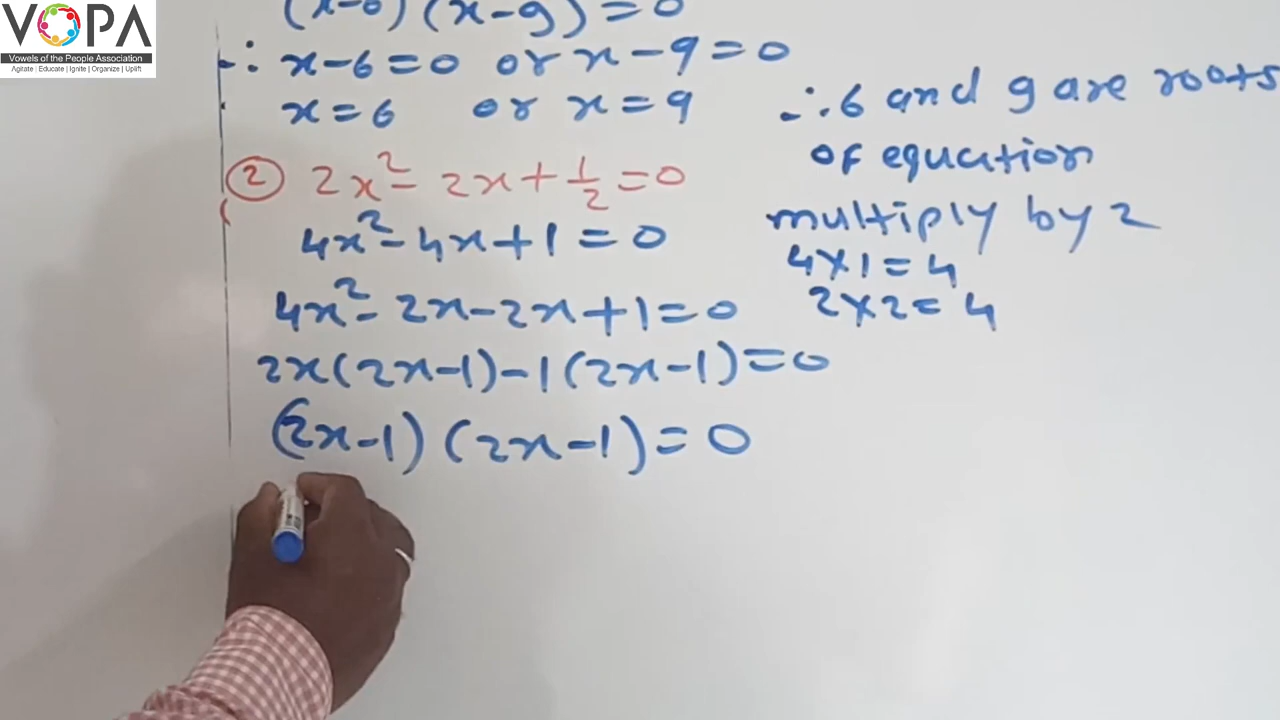 VOPA
Vowels of the People Association
Agitate | Educate | Ignite | Organize | Uplift
(x-6) (x-9) = 0
∴ x-6=0 or x-9=0
x=6 or x=9
∴ 6 and 9 are roots
of equation
② 2x²- 2x+½=0
4x²-4x+1=0
multiply by 2
4×1=4
4x²-2x-2x+1=0
2×2=4
2x(2x-1)-1(2x-1)=0
(2x-1) (2x-1)=0